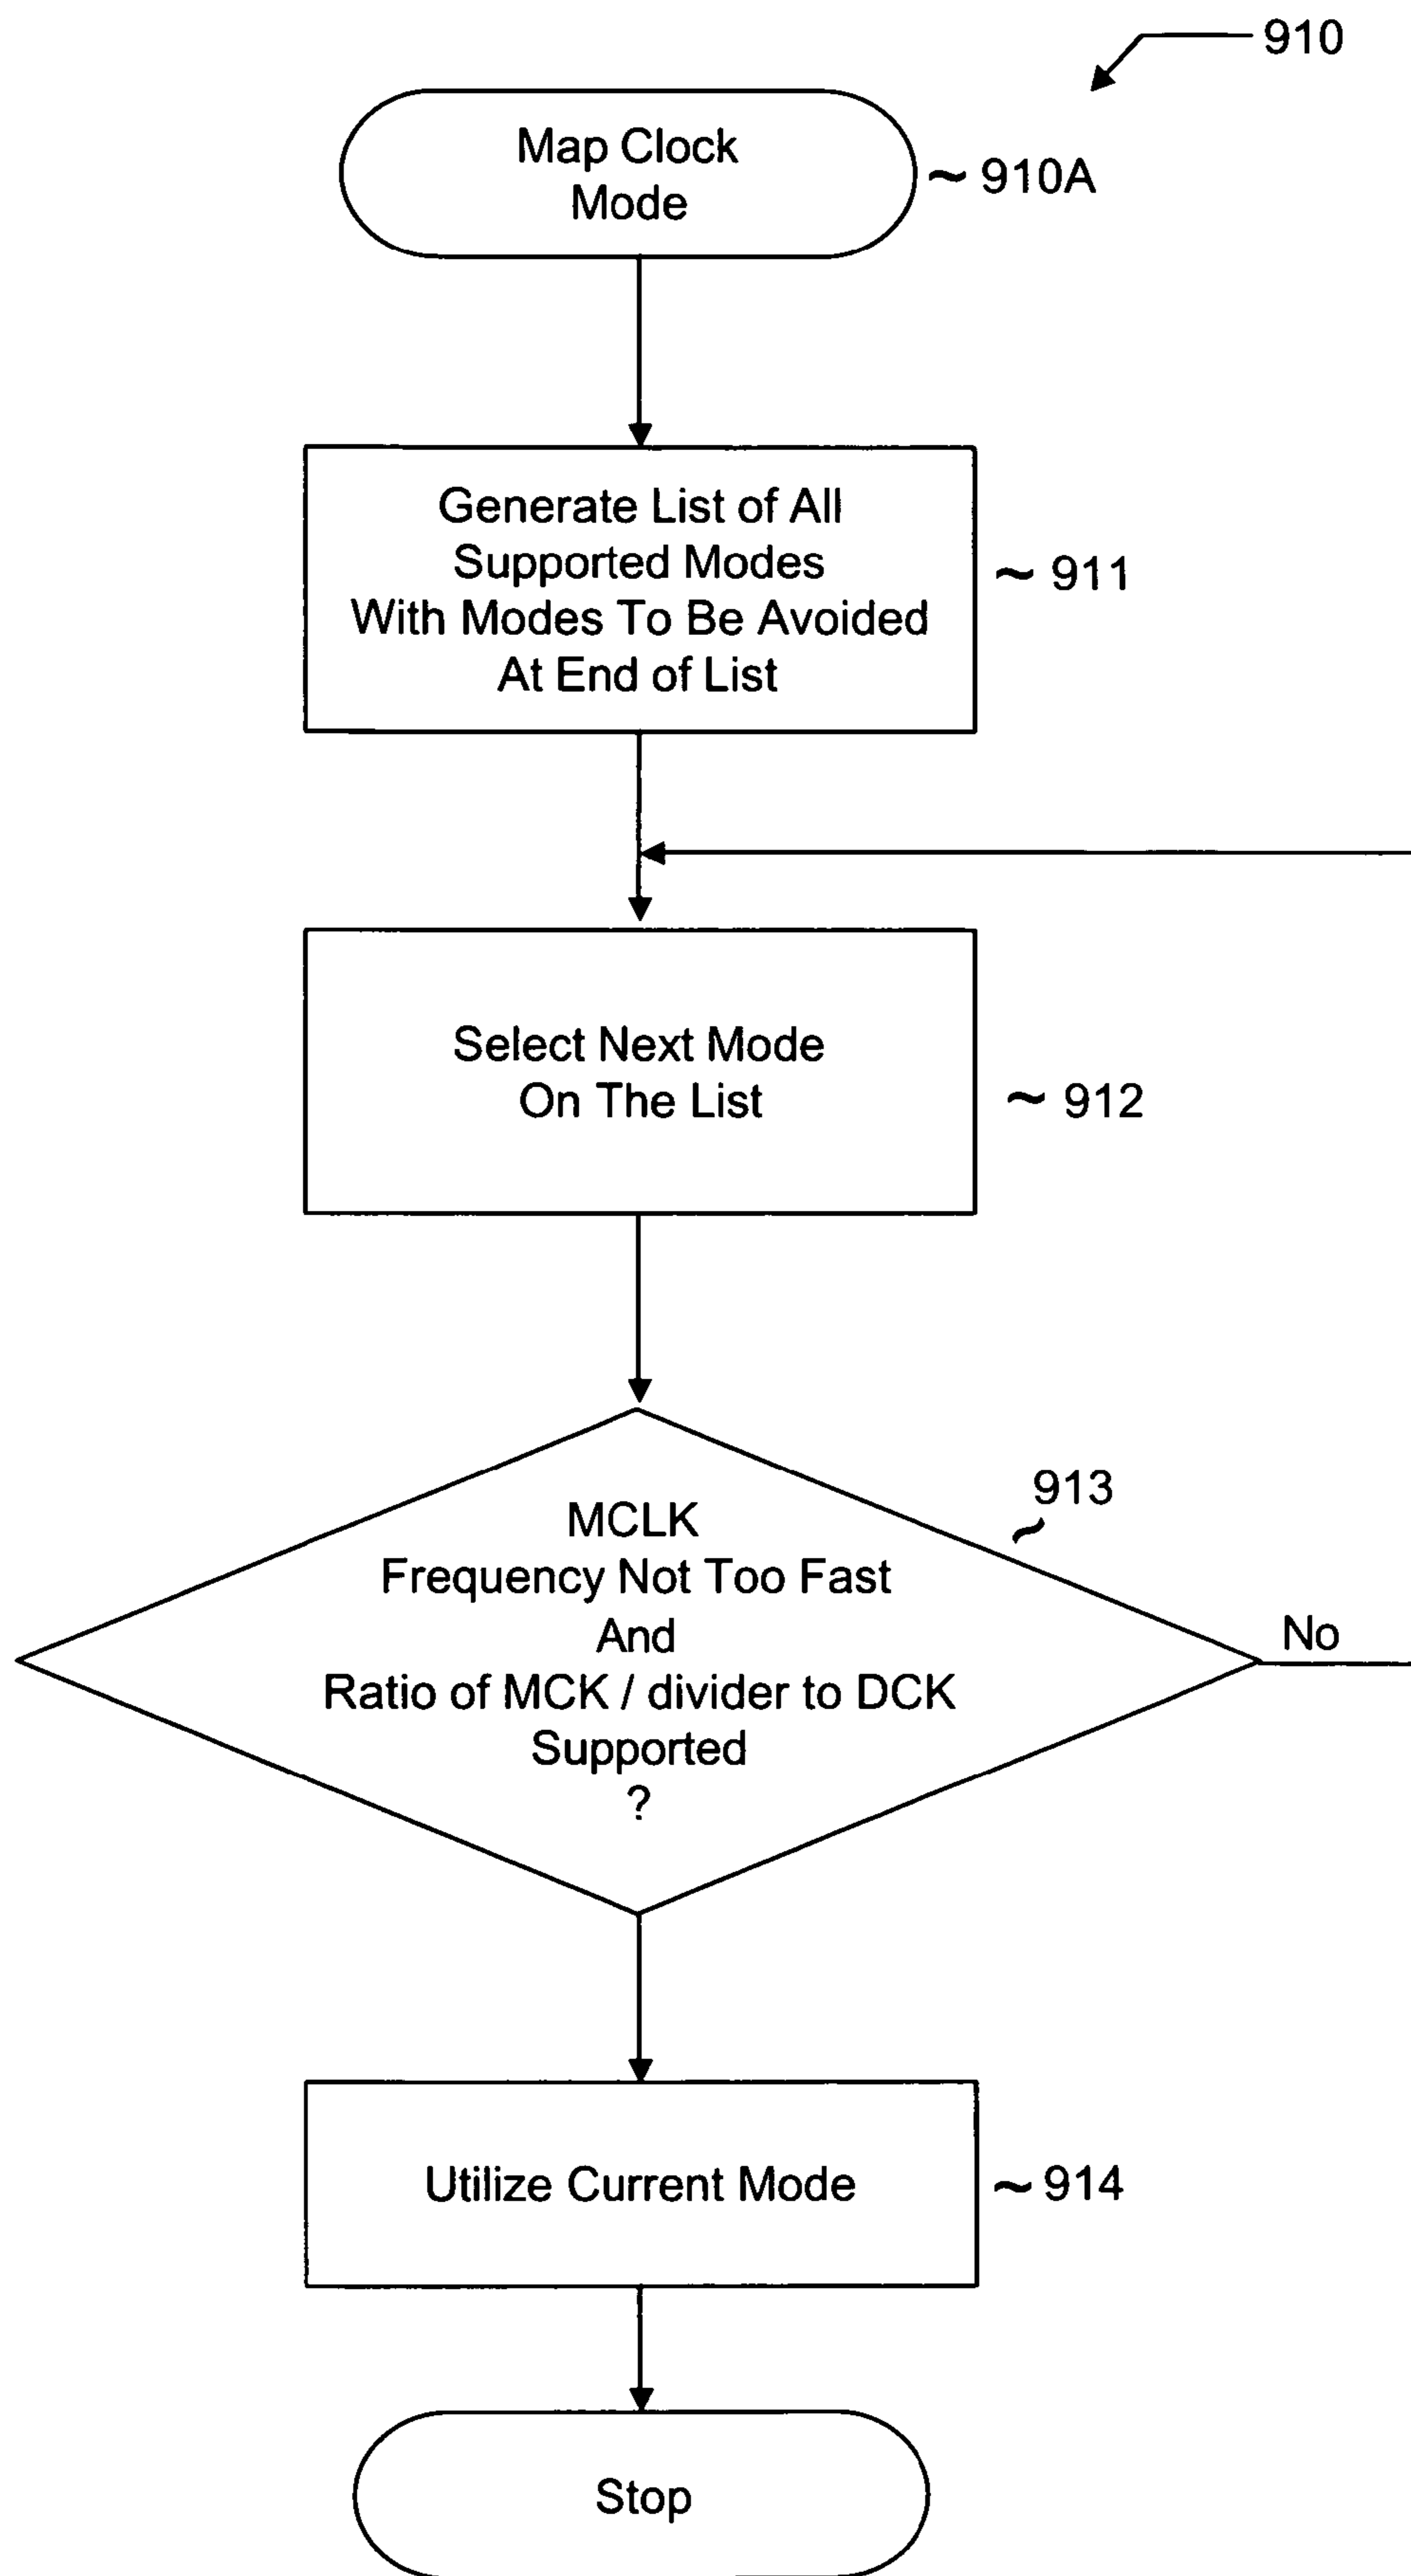 910
Map Clock
Mode
~ 910A
Generate List of All
Supported Modes
With Modes To Be Avoided
At End of List
~ 911
Select Next Mode
On The List
~ 912
913
~
MCLK
Frequency Not Too Fast
And
Ratio of MCK / divider to DCK
Supported
?
No
Utilize Current Mode
~ 914
Stop